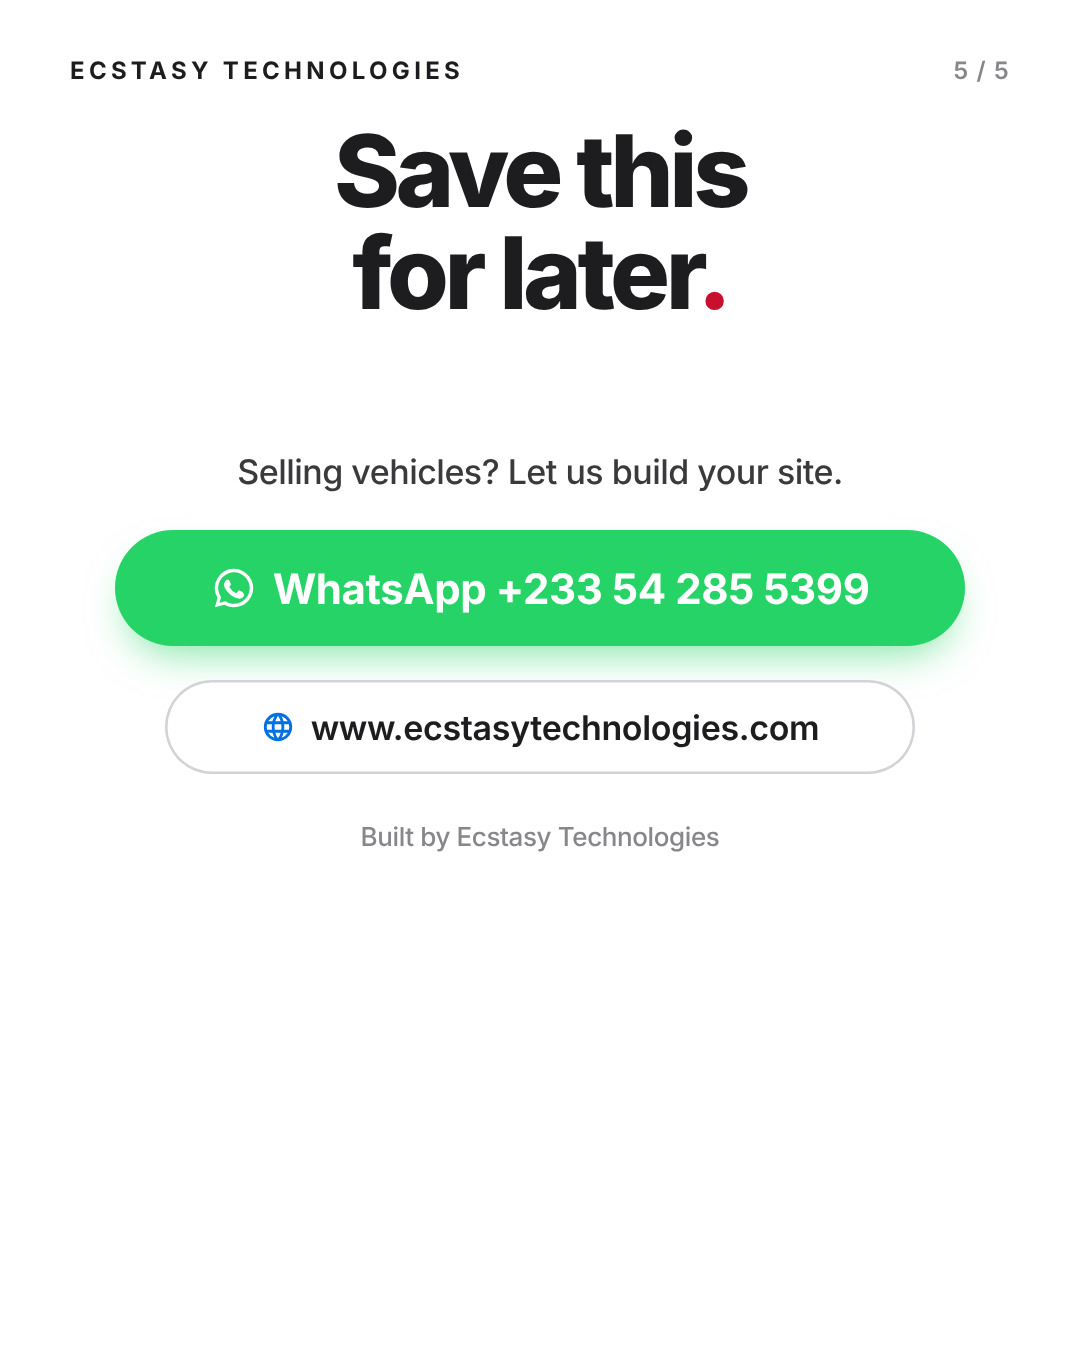 ECSTASY TECHNOLOGIES
5 / 5
Save this
for later.
Selling vehicles? Let us build your site.
WhatsApp +233 54 285 5399
www.ecstasytechnologies.com
Built by Ecstasy Technologies